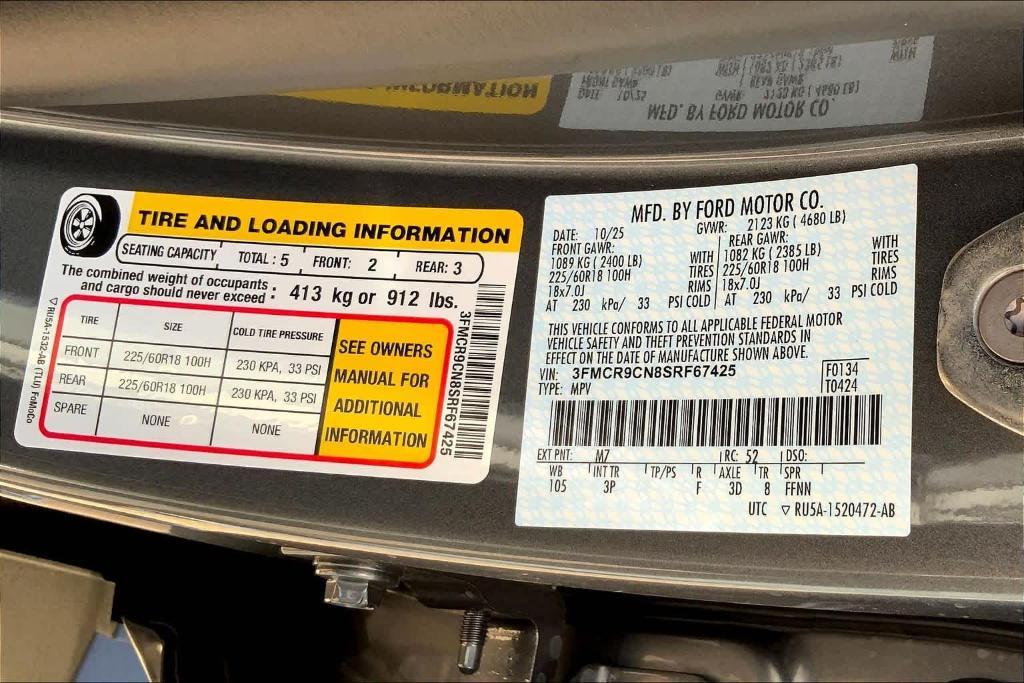 TIRE AND LOADING INFORMATION
SEATING CAPACITY TOTAL : 5 FRONT: 2 REAR: 3
The combined weight of occupants
and cargo should never exceed : 413 kg or 912 lbs.
TIRE SIZE COLD TIRE PRESSURE
FRONT 225/60R18 100H 230 KPA, 33 PSI
REAR 225/60R18 100H 230 KPA, 33 PSI
SPARE NONE NONE
SEE OWNERS
MANUAL FOR
ADDITIONAL
INFORMATION
▽RU5A-1532-AB (TLU) FoMoCo
3FMCR9CN8SRF67425
MFD. BY FORD MOTOR CO.
DATE: 10/25 GVWR: 2123 KG ( 4680 LB)
FRONT GAWR: REAR GAWR:
1089 KG ( 2400 LB) WITH 1082 KG ( 2385 LB) WITH
225/60R18 100H TIRES 225/60R18 100H TIRES
18x7.0J RIMS 18x7.0J RIMS
AT 230 kPa/ 33 PSI COLD AT 230 kPa/ 33 PSI COLD
THIS VEHICLE CONFORMS TO ALL APPLICABLE FEDERAL MOTOR
VEHICLE SAFETY AND THEFT PREVENTION STANDARDS IN
EFFECT ON THE DATE OF MANUFACTURE SHOWN ABOVE.
VIN: 3FMCR9CN8SRF67425 F0134
TYPE: MPV T0424
EXT PNT: M7 RC: 52 DSO:
WB INT TR TP/PS R AXLE TR SPR
105 3P F 3D 8 FFNN
UTC ▽ RU5A-1520472-AB